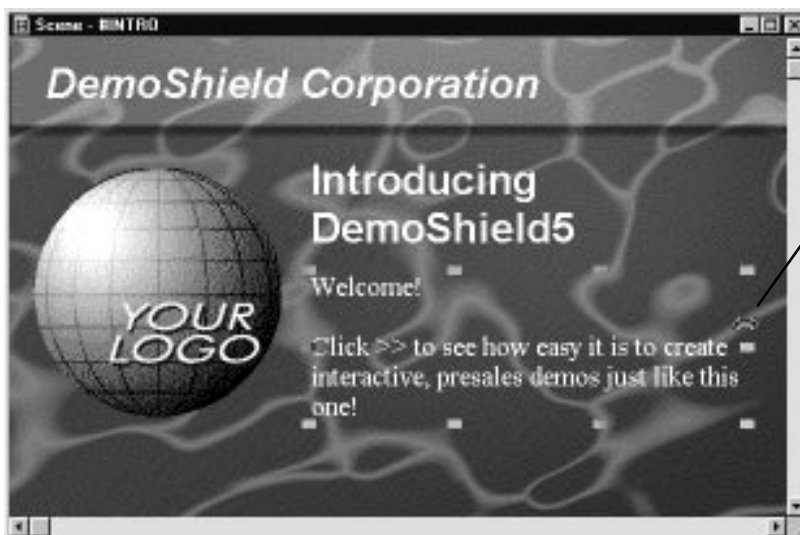 Scene - #INTRO
DemoShield Corporation
Introducing
DemoShield5
Welcome!
Click >> to see how easy it is to create
interactive, presales demos just like this
one!
YOUR
LOGO